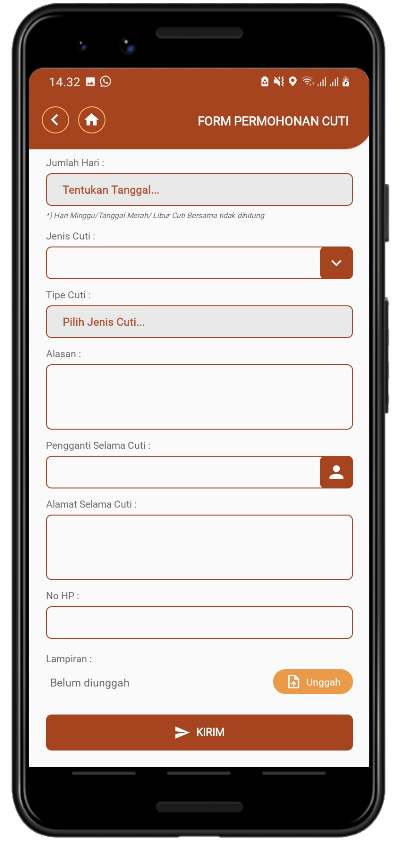 14.32
FORM PERMOHONAN CUTI
Jumlah Hari :
Tentukan Tanggal...
*) Hari Minggu/Tanggal Merah/ Libur Cuti Bersama tidak dihitung
Jenis Cuti :
Tipe Cuti :
Pilih Jenis Cuti...
Alasan :
Pengganti Selama Cuti :
Alamat Selama Cuti :
No HP :
Lampiran :
Belum diunggah
Unggah
KIRIM